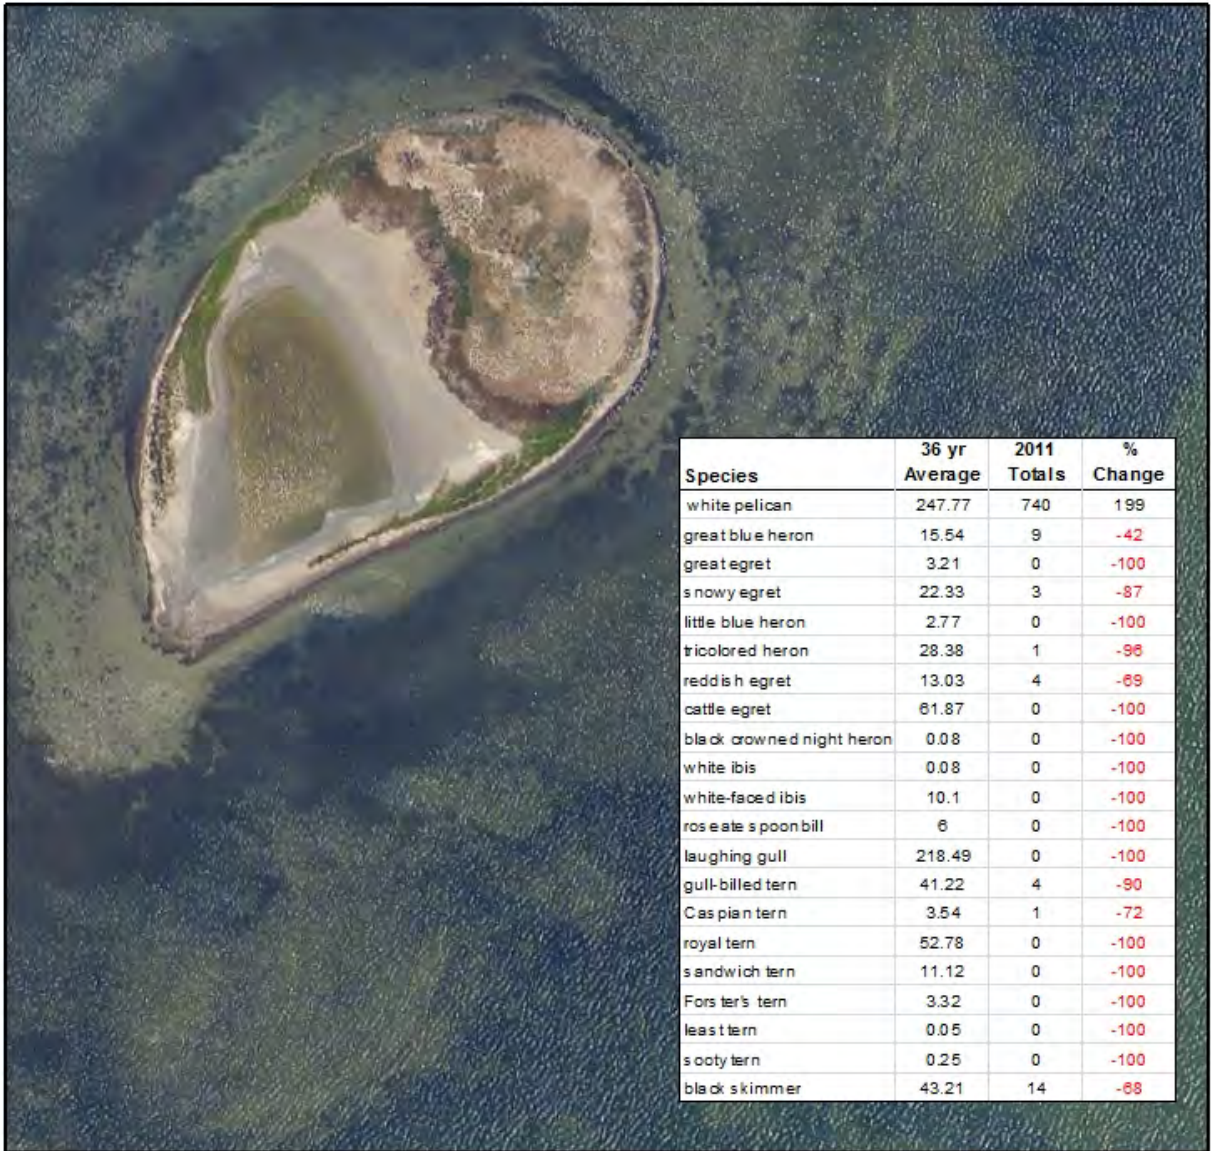 Species 36 yr Average 2011 Totals % Change
white pelican 247.77 740 199
great blue heron 15.54 9 -42
great egret 3.21 0 -100
snowy egret 22.33 3 -87
little blue heron 2.77 0 -100
tricolored heron 28.38 1 -96
reddish egret 13.03 4 -69
cattle egret 61.87 0 -100
black crowned night heron 0.08 0 -100
white ibis 0.08 0 -100
white-faced ibis 10.1 0 -100
roseate spoonbill 6 0 -100
laughing gull 218.49 0 -100
gull-billed tern 41.22 4 -90
Caspian tern 3.54 1 -72
royal tern 52.78 0 -100
sandwich tern 11.12 0 -100
Forster's tern 3.32 0 -100
least tern 0.05 0 -100
sooty tern 0.25 0 -100
black skimmer 43.21 14 -68